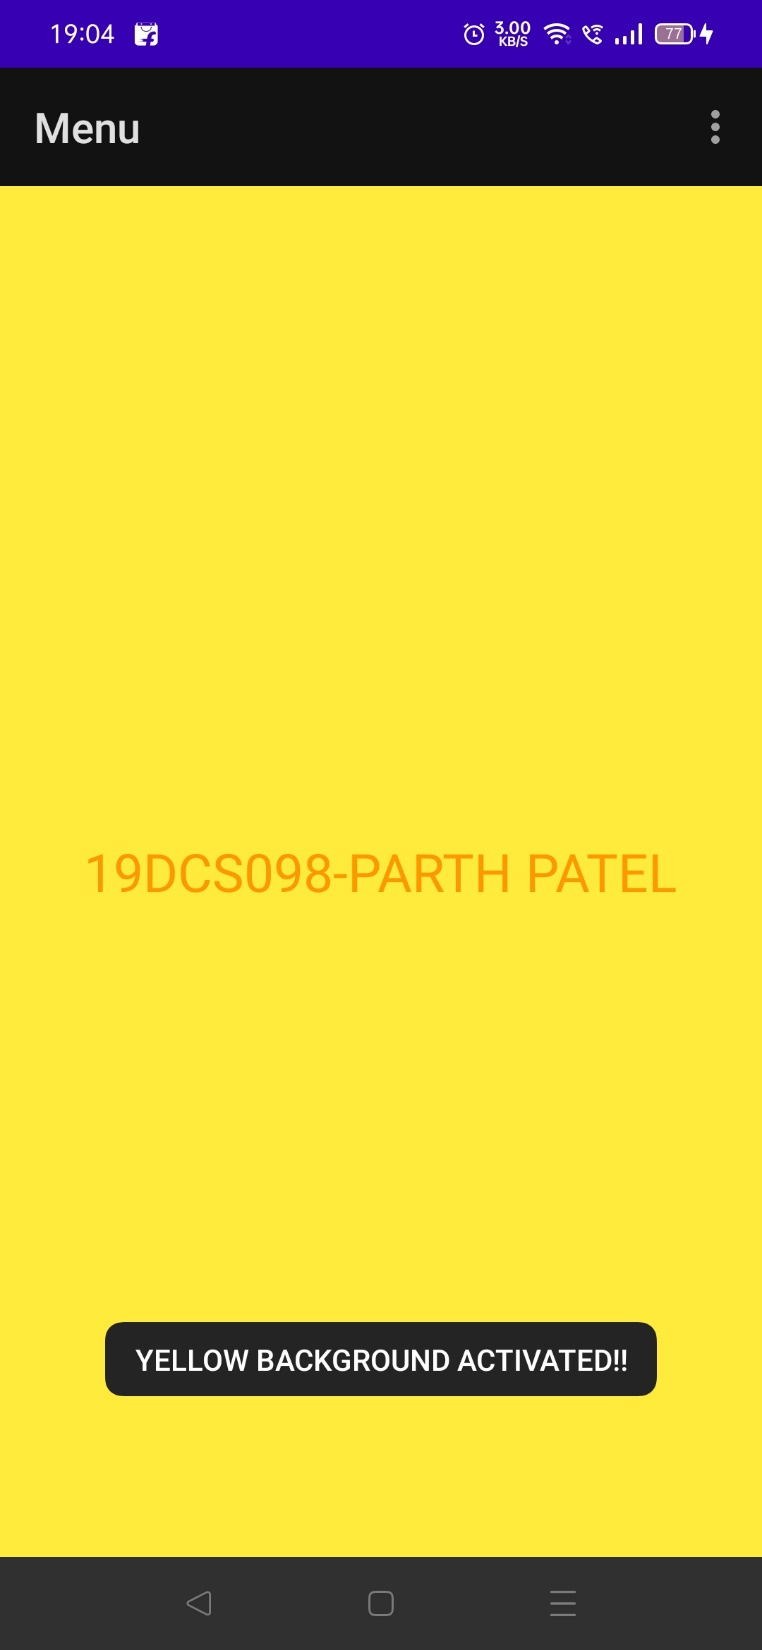 19:04
3.00
KB/S
77
Menu
19DCS098-PARTH PATEL
YELLOW BACKGROUND ACTIVATED!!